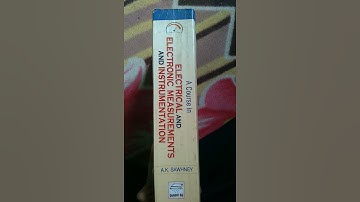 A Course in
ELECTRICAL AND
ELECTRONIC MEASUREMENTS
AND INSTRUMENTATION
A.K. SAWHNEY